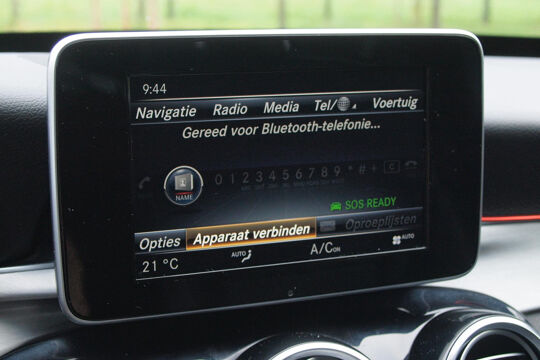 9:44
Navigatie Radio Media Tel/ Voertuig
Gereed voor Bluetooth-telefonie...
NAME 0 1 2 3 4 5 6 7 8 9 * # + C
SOS READY
Opties Apparaat verbinden Oproeplijsten
21 °C AUTO A/C ON AUTO